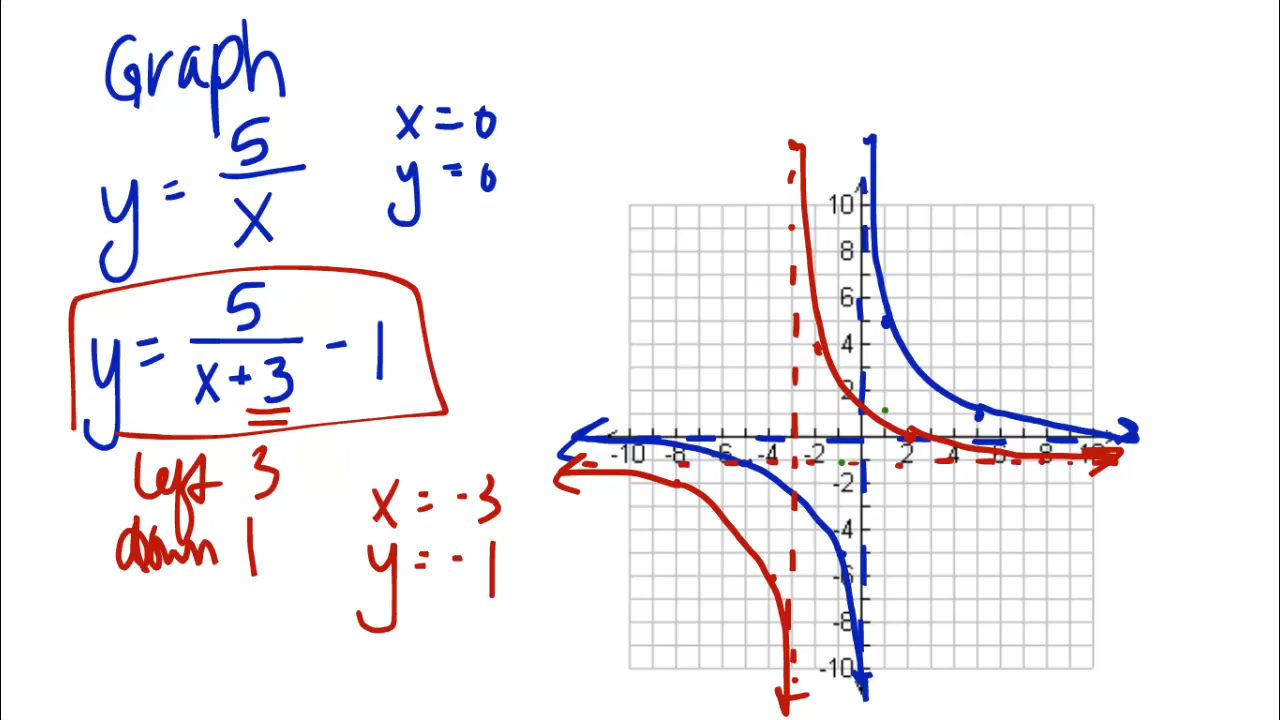 Graph
y = 5/x
x = 0
y = 0
y = 5/(x + 3) - 1
left 3
down 1
x = -3
y = -1
10
8
6
4
2
-10 -8 -6 -4 -2 2 4 6 8 10
-2
-4
-6
-8
-10